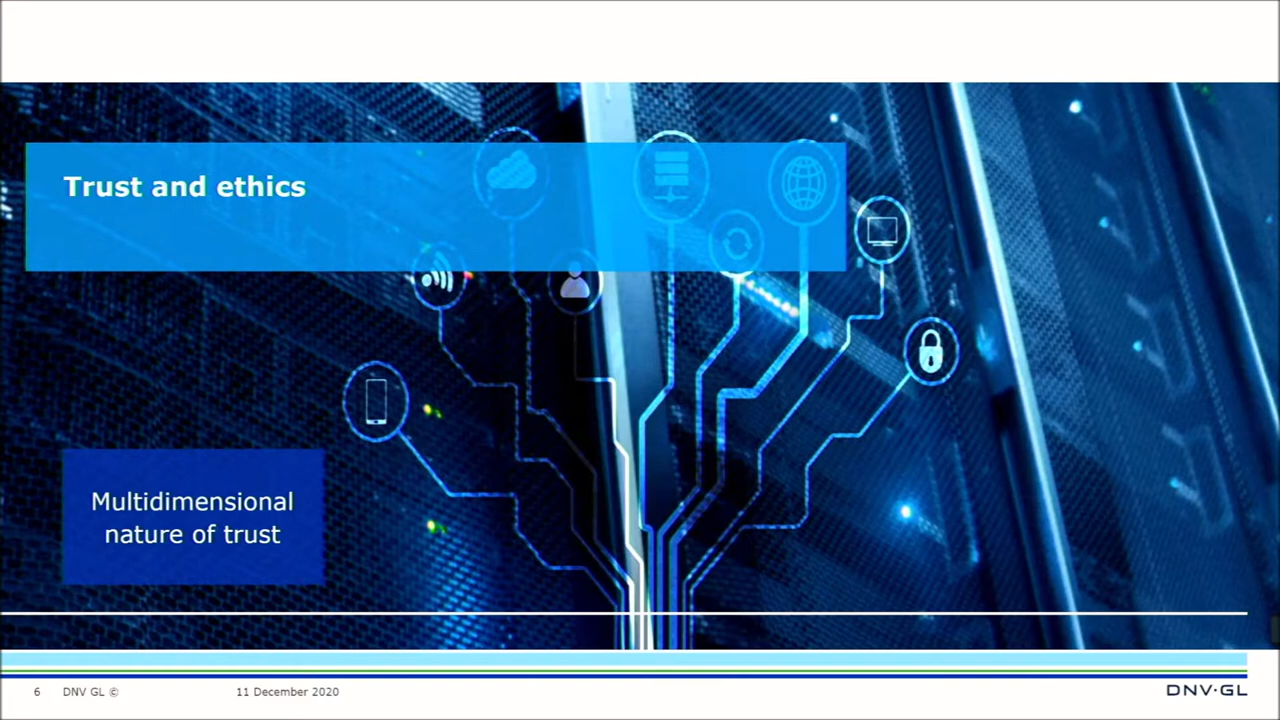 Trust and ethics
Multidimensional
nature of trust
6 DNV GL © 11 December 2020
DNV·GL